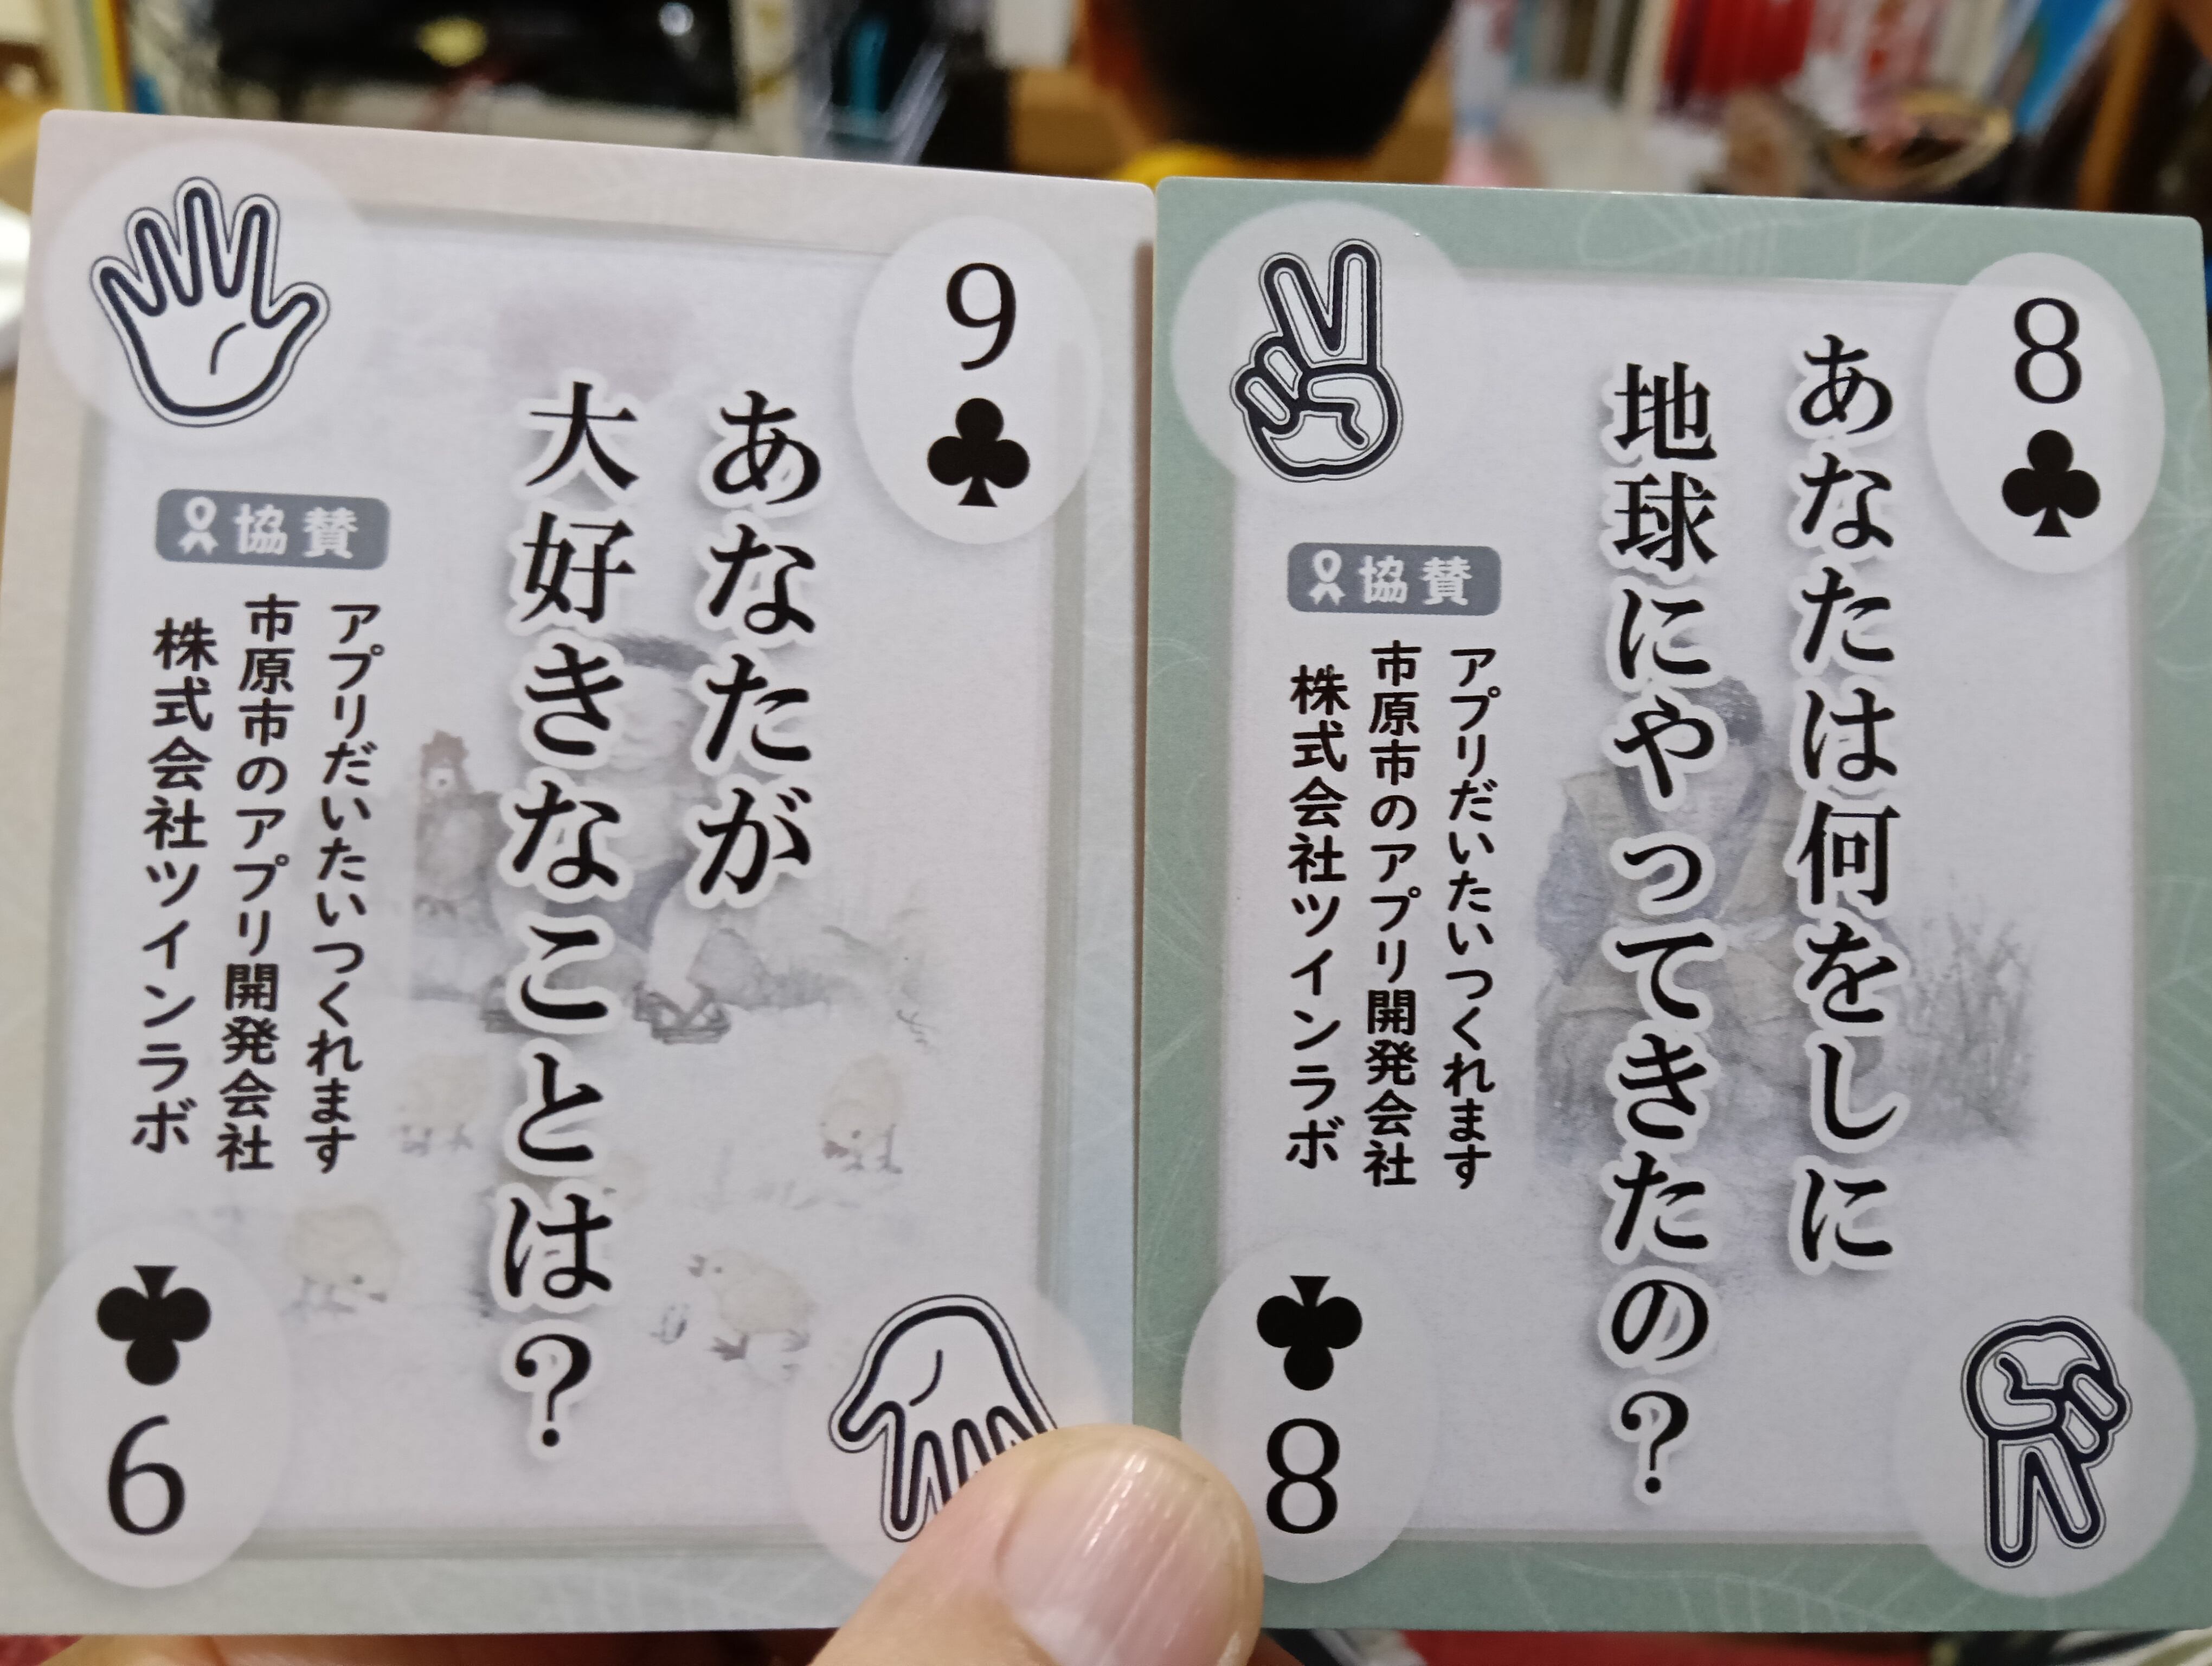 9
あなたが
大好きなことは?
協賛
アプリだいたいつくれます
市原市のアプリ開発会社
株式会社ツインラボ
9
8
あなたは何をしに
地球にやってきたの?
協賛
アプリだいたいつくれます
市原市のアプリ開発会社
株式会社ツインラボ
8